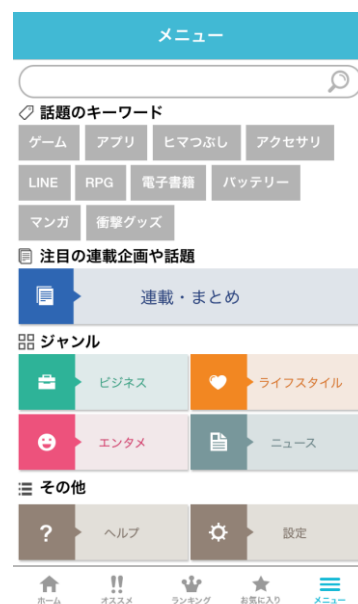 メニュー
話題のキーワード
ゲーム アプリ ヒマつぶし アクセサリ
LINE RPG 電子書籍 バッテリー
マンガ 衝撃グッズ
注目の連載企画や話題
連載・まとめ
ジャンル
ビジネス ライフスタイル
エンタメ ニュース
その他
? ヘルプ 設定
ホーム オススメ ランキング お気に入り メニュー